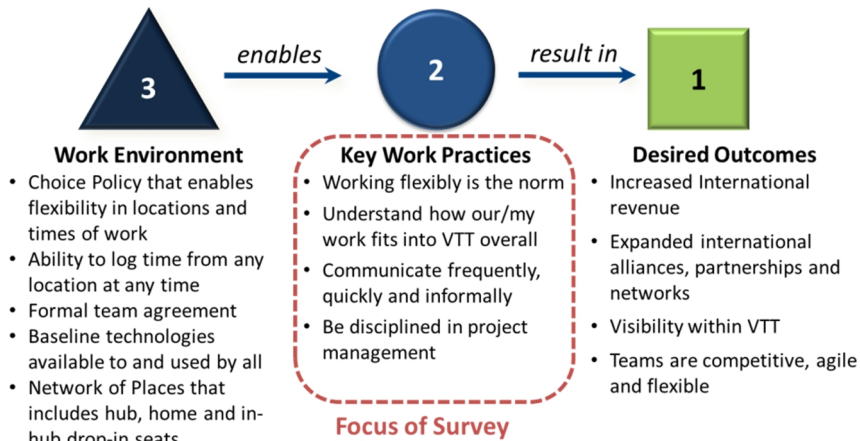 3
enables
2
result in
1
Work Environment
• Choice Policy that enables
flexibility in locations and
times of work
• Ability to log time from any
location at any time
• Formal team agreement
• Baseline technologies
available to and used by all
• Network of Places that
includes hub, home and in-
hub drop-in seats
Key Work Practices
• Working flexibly is the norm
• Understand how our/my
work fits into VTT overall
• Communicate frequently,
quickly and informally
• Be disciplined in project
management
Focus of Survey
Desired Outcomes
• Increased International
revenue
• Expanded international
alliances, partnerships and
networks
• Visibility within VTT
• Teams are competitive, agile
and flexible